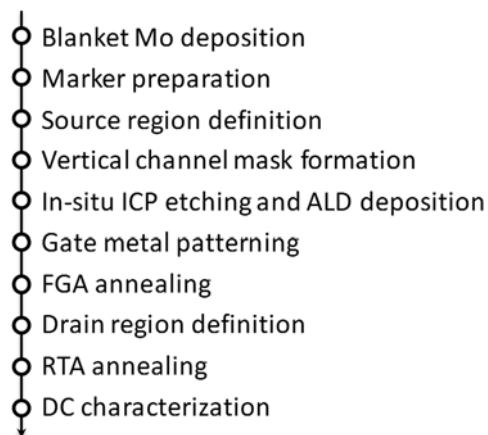 Blanket Mo deposition
Marker preparation
Source region definition
Vertical channel mask formation
In-situ ICP etching and ALD deposition
Gate metal patterning
FGA annealing
Drain region definition
RTA annealing
DC characterization